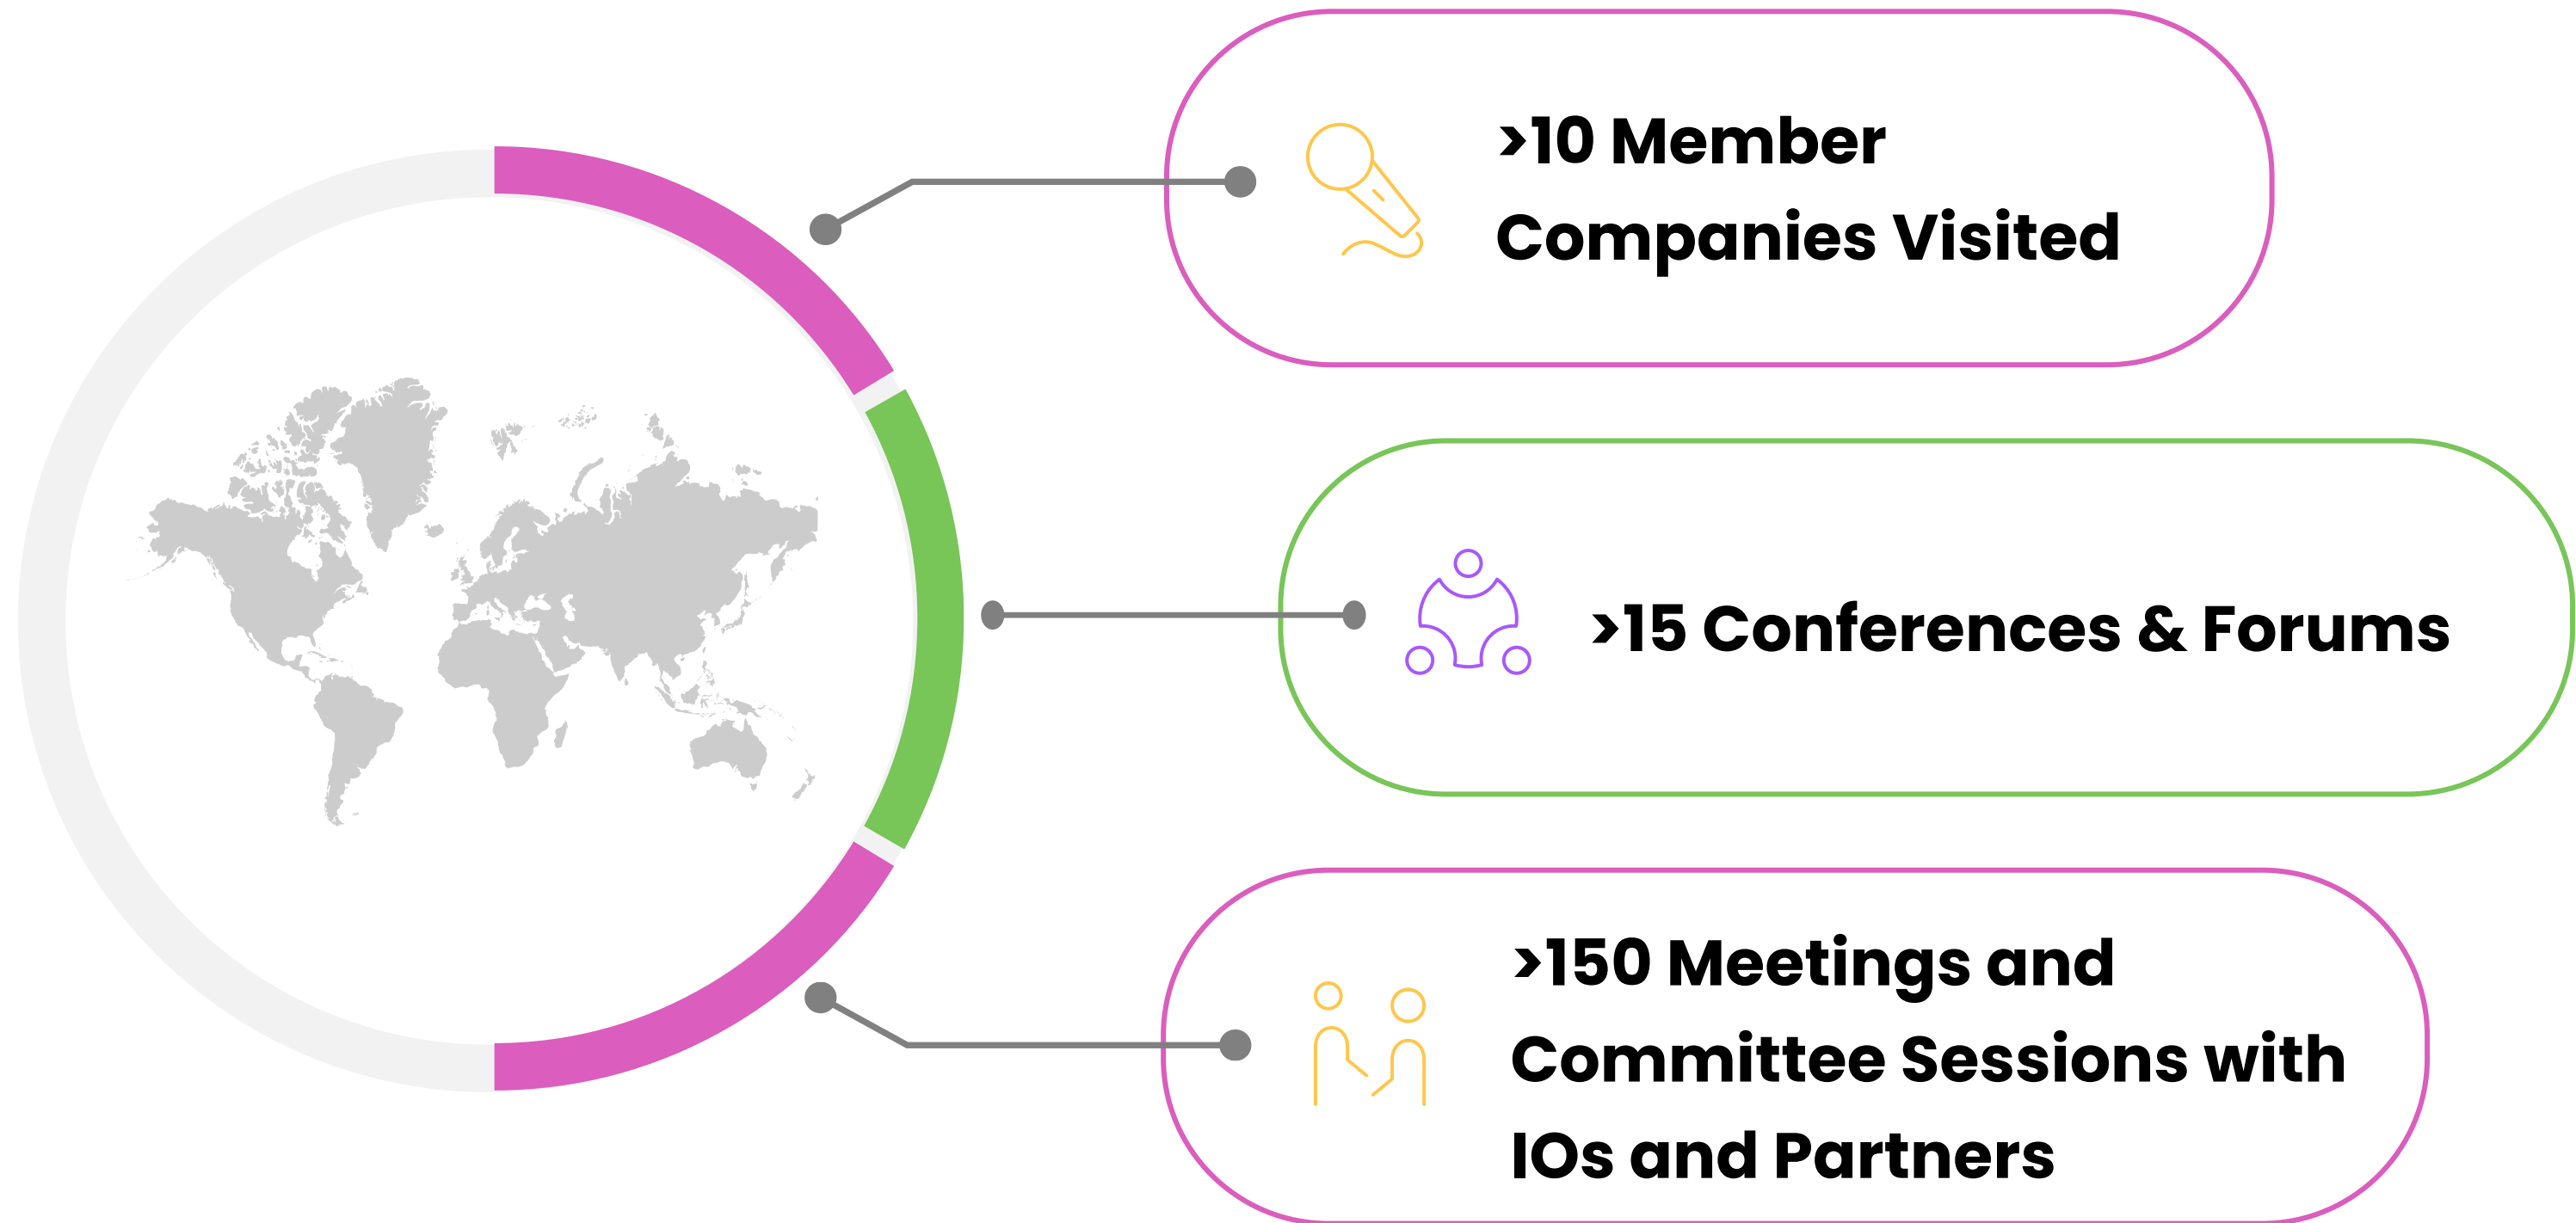 >10 Member
Companies Visited
>15 Conferences & Forums
>150 Meetings and
Committee Sessions with
IOs and Partners